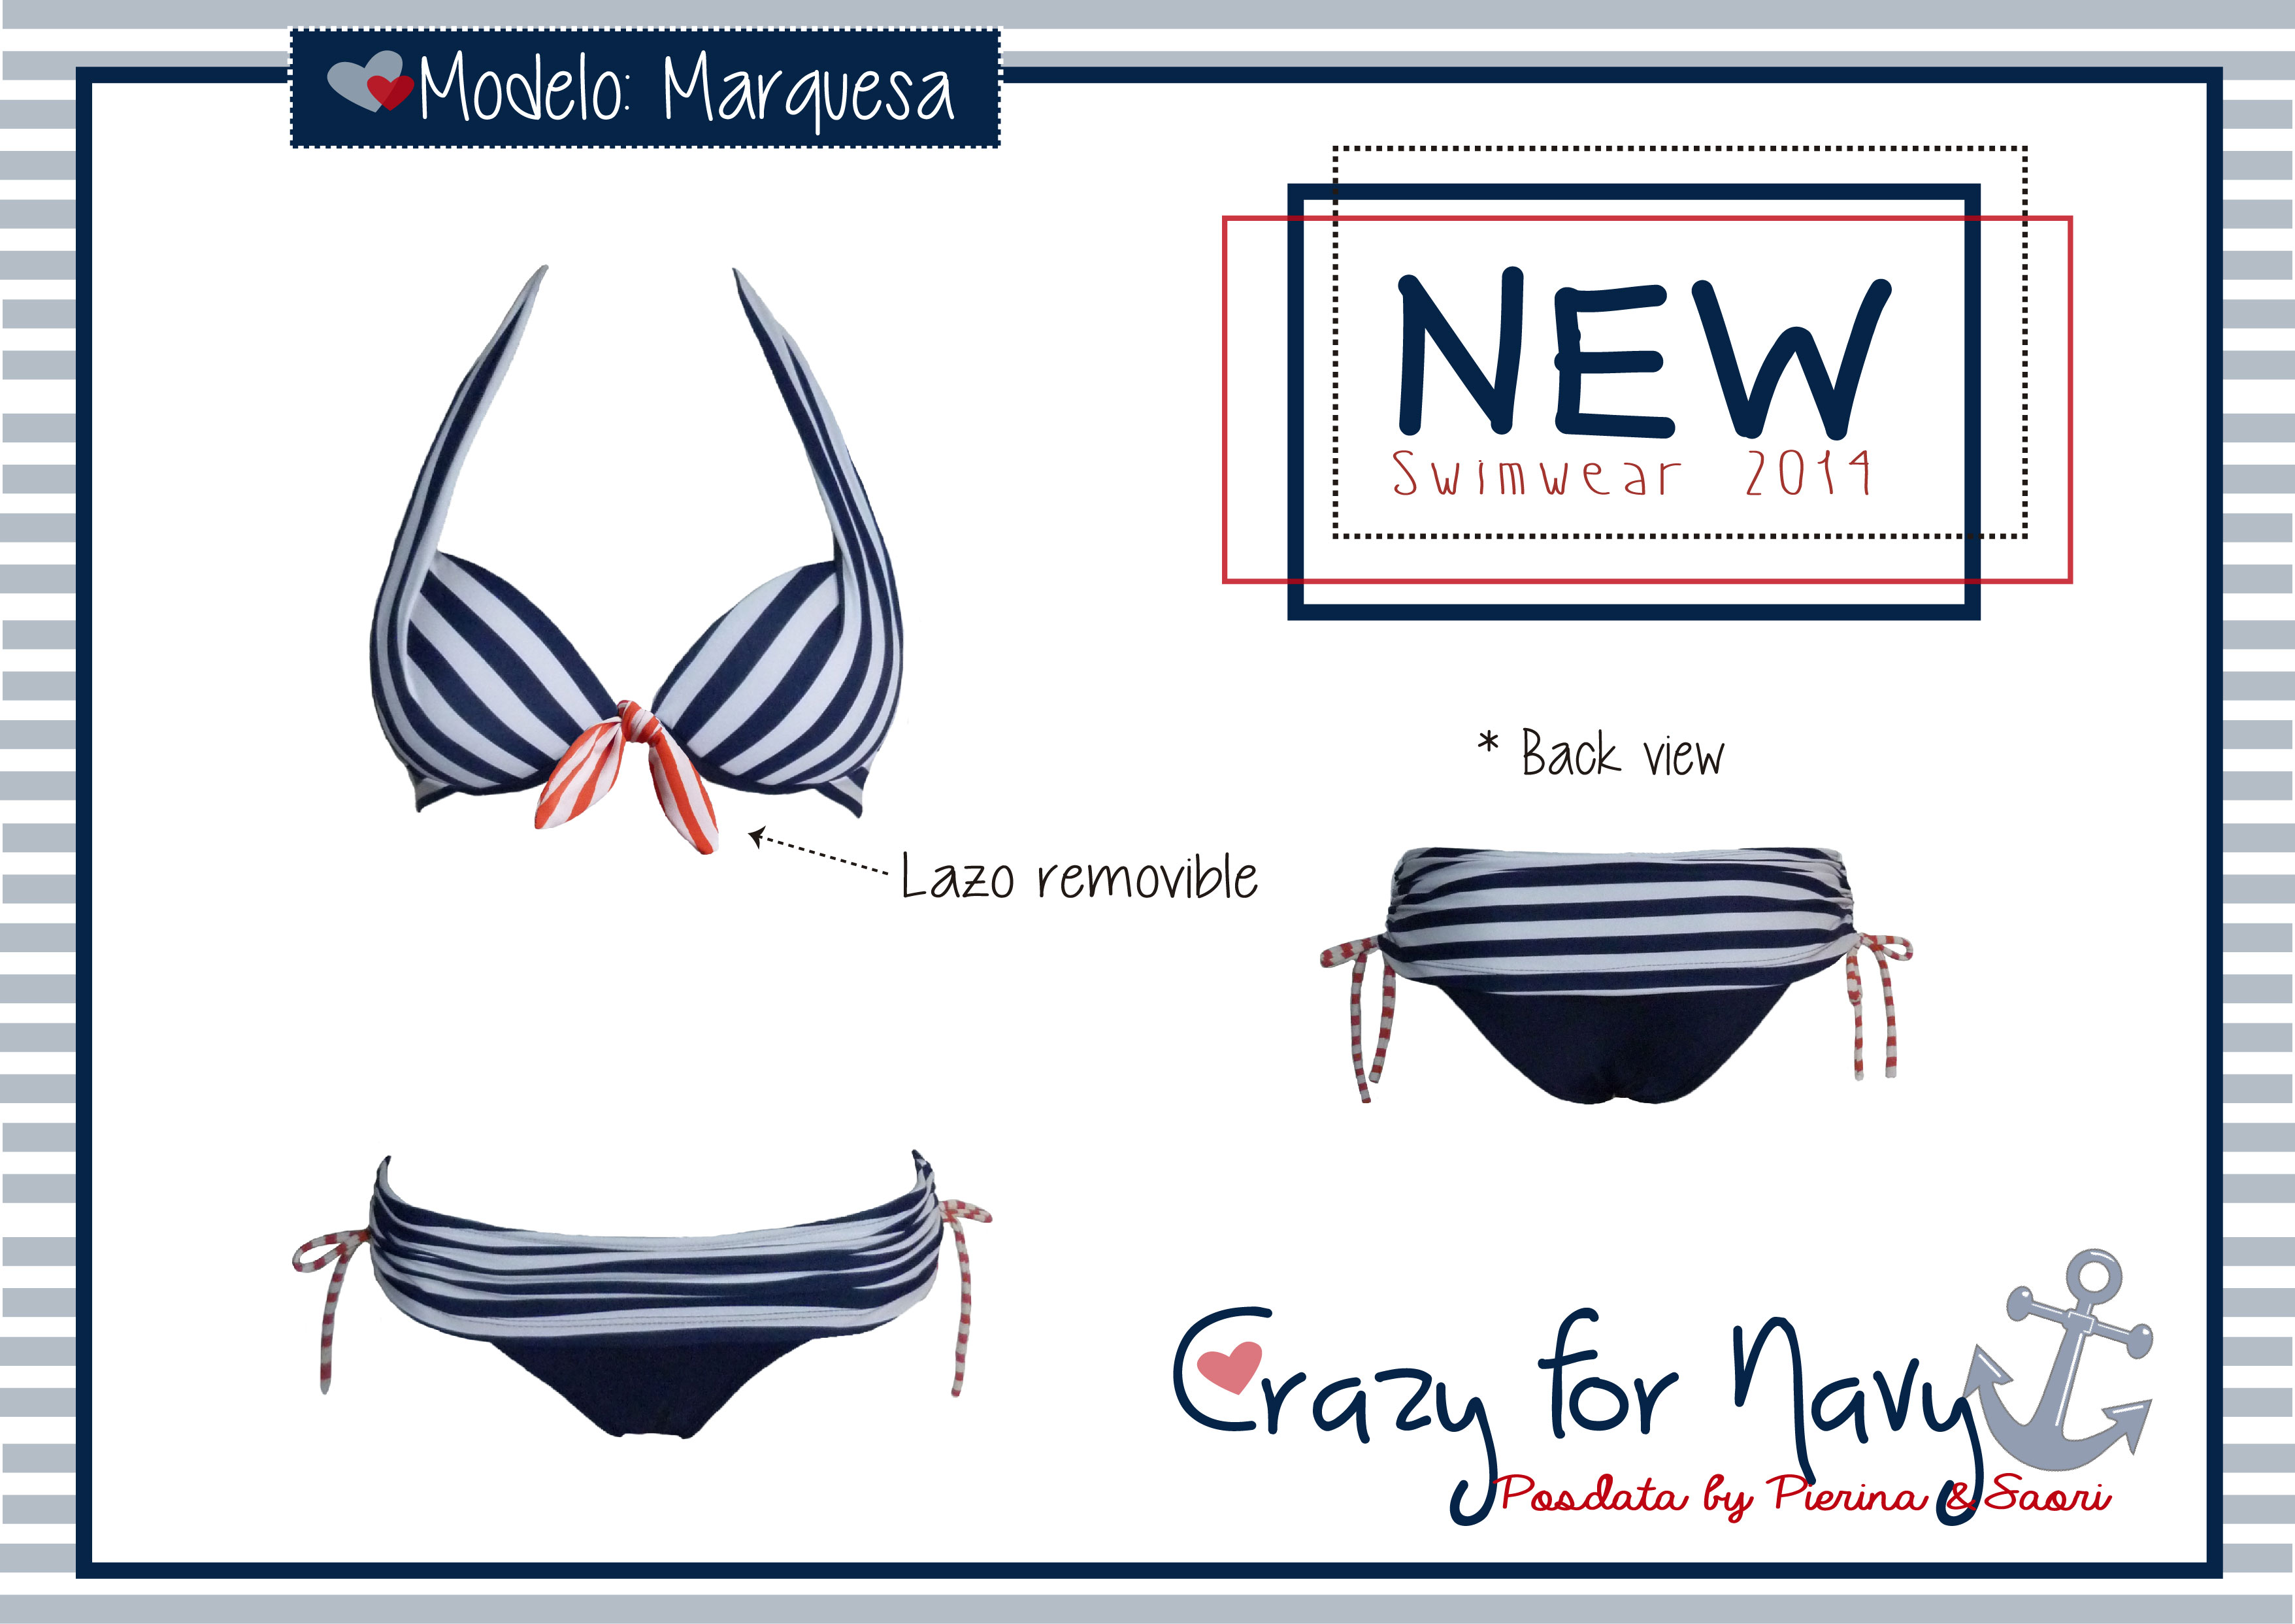 Modelo: Marquesa
NEW
Swimwear 2014
* Back view
Lazo removible
Crazy for Navy
Posdata by Pierina & Saori